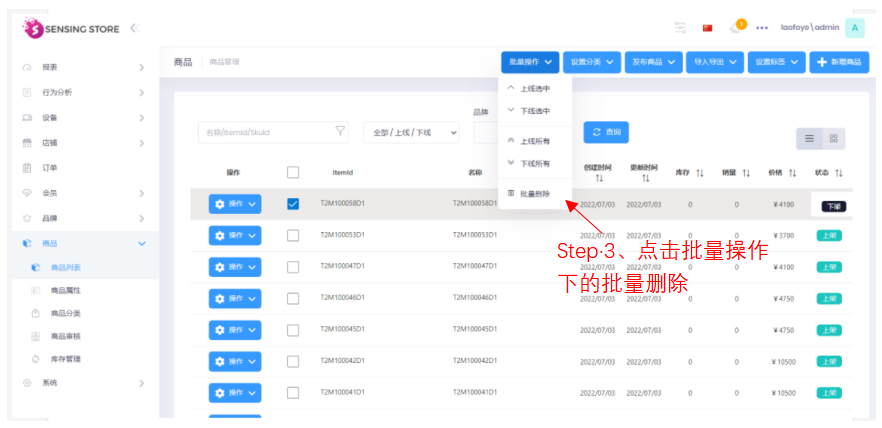 SENSING STORE
1
laofoye\admin
A
商品
商品管理
批量操作
设置分类
发布商品
导入导出
设置标签
新增商品
报表
行为分析
设备
店铺
订单
会员
品牌
商品
商品列表
商品属性
商品分类
商品审核
库存管理
系统
上线选中
下线选中
上线所有
下线所有
批量删除
品牌
名称/Itemid/Skuid
全部 / 上线 / 下线
查询
操作 ItemId 名称 创建时间 更新时间 库存 销量 价格 状态
操作 T2M100058D1 T2M100058D1 2022/07/03 2022/07/03 0 0 ¥ 4100 下架
操作 T2M100053D1 T2M100053D1 2022/07/03 2022/07/03 0 0 ¥ 3700 上架
操作 T2M100047D1 T2M100047D1 ¥ 4100 上架
操作 T2M100046D1 T2M100046D1 2022/07/03 2022/07/03 0 0 ¥ 4750 上架
操作 T2M100045D1 T2M100045D1 2022/07/03 2022/07/03 0 0 ¥ 4750 上架
操作 T2M100042D1 T2M100042D1 2022/07/03 2022/07/03 0 0 ¥ 10500 上架
操作 T2M100041D1 T2M100041D1 2022/07/03 2022/07/03 0 0 ¥ 10500 上架
Step·3、点击批量操作
下的批量删除